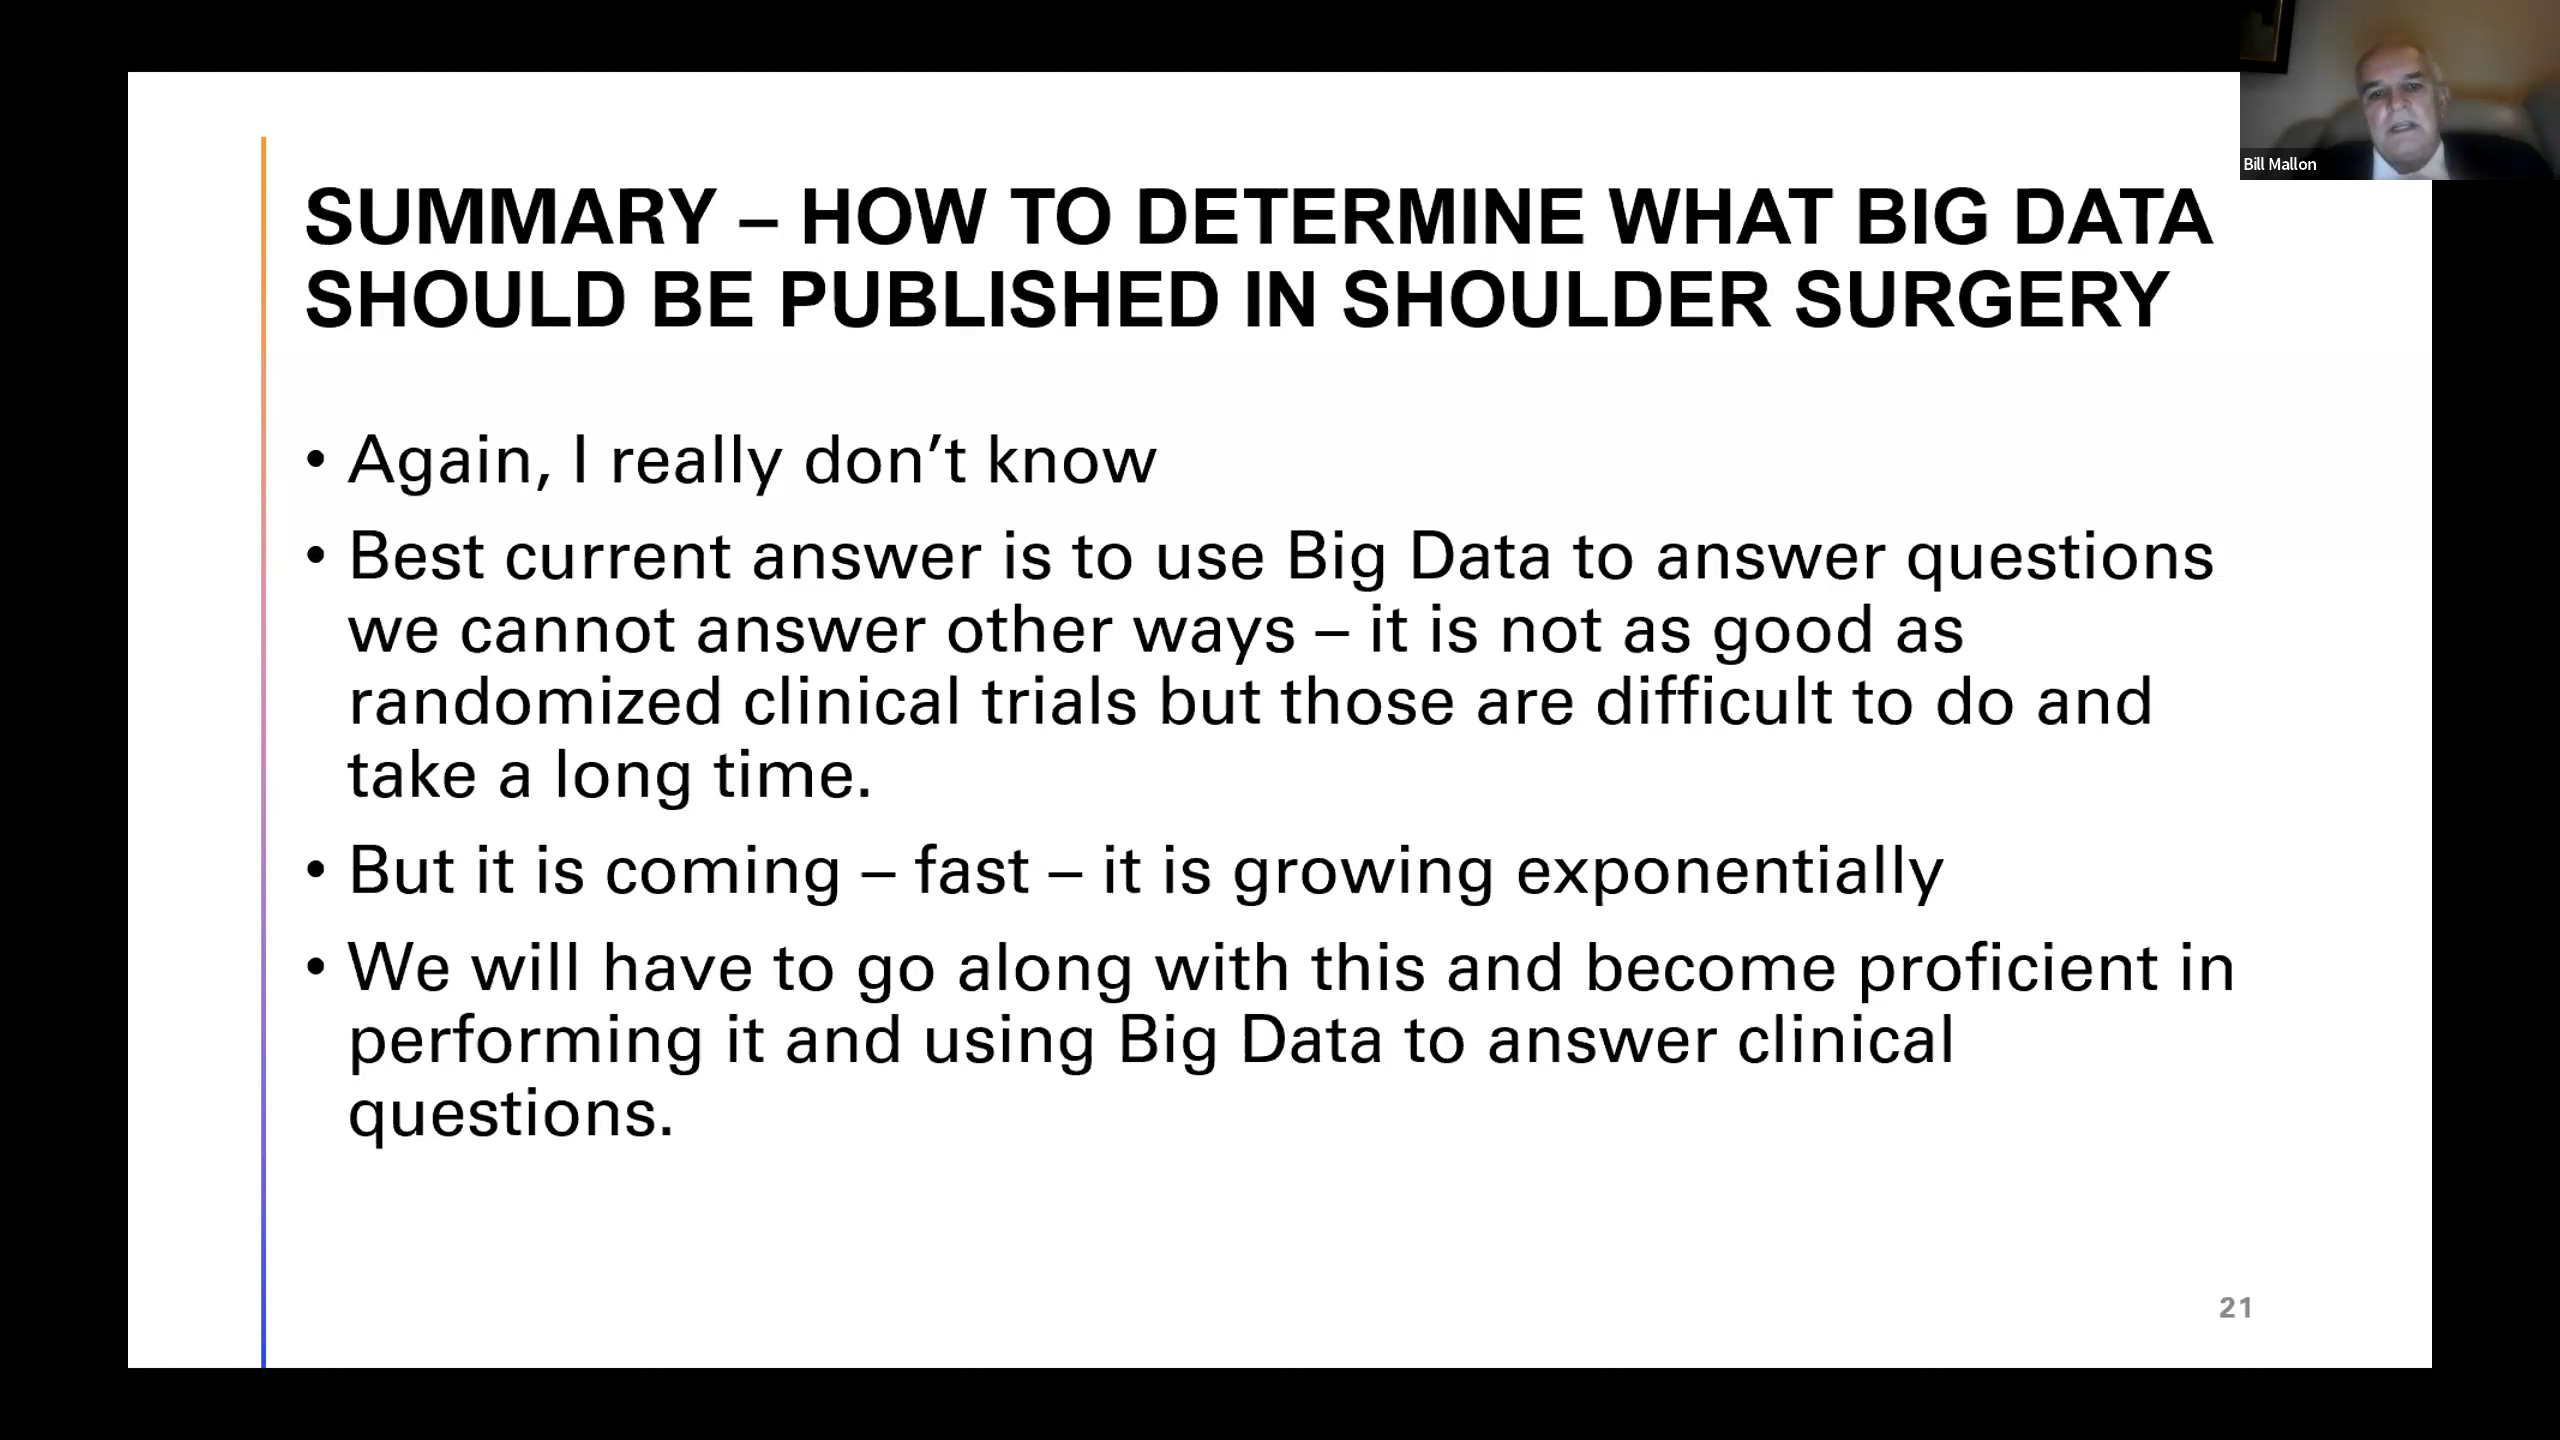 Bill Mallon
SUMMARY – HOW TO DETERMINE WHAT BIG DATA
SHOULD BE PUBLISHED IN SHOULDER SURGERY
• Again, I really don’t know
• Best current answer is to use Big Data to answer questions
we cannot answer other ways – it is not as good as
randomized clinical trials but those are difficult to do and
take a long time.
• But it is coming – fast – it is growing exponentially
• We will have to go along with this and become proficient in
performing it and using Big Data to answer clinical
questions.
21